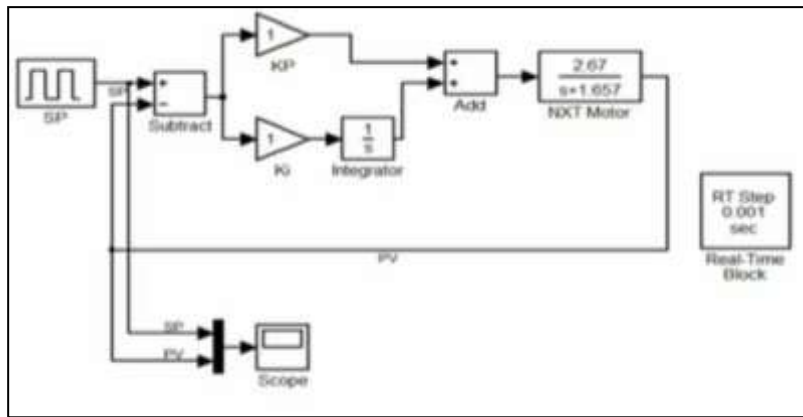 1
KP
2.67
s+1.657
NXT Motor
SP
+
−
Subtract
SP
+
+
Add
1
Ki
1
s
Integrator
RT Step
0.001
sec
Real-Time
Block
PV
SP
PV
Scope